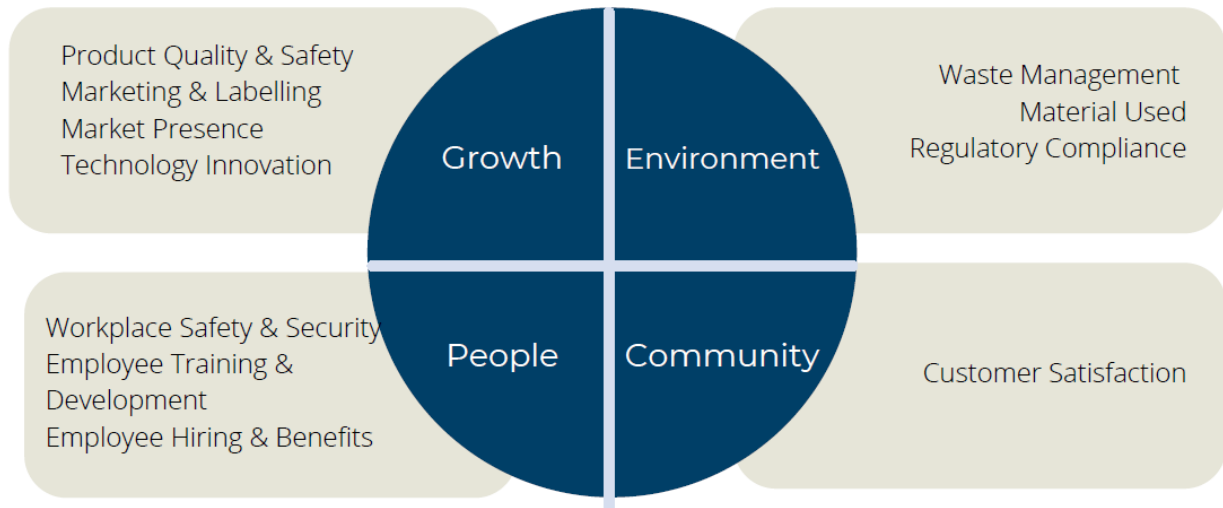 Product Quality & Safety
Marketing & Labelling
Market Presence
Technology Innovation
Growth
Environment
Waste Management
Material Used
Regulatory Compliance
Workplace Safety & Security
Employee Training &
Development
Employee Hiring & Benefits
People
Community
Customer Satisfaction